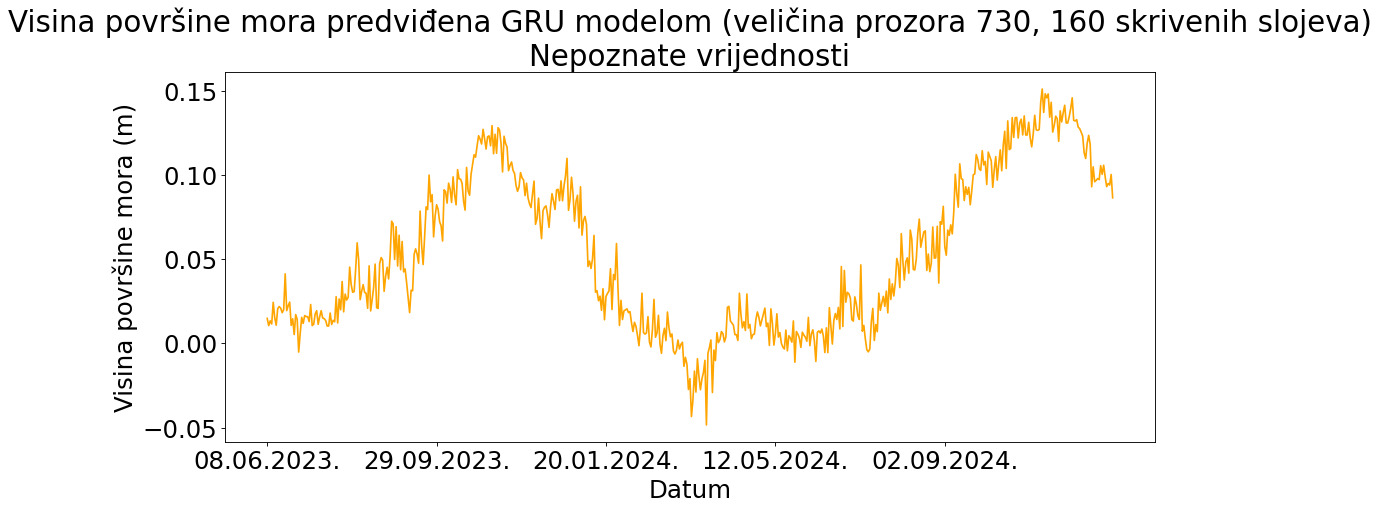 Visina površine mora predviđena GRU modelom (veličina prozora 730, 160 skrivenih slojeva)
Nepoznate vrijednosti
Visina površine mora (m)
0.15
0.10
0.05
0.00
−0.05
08.06.2023. 29.09.2023. 20.01.2024. 12.05.2024. 02.09.2024.
Datum